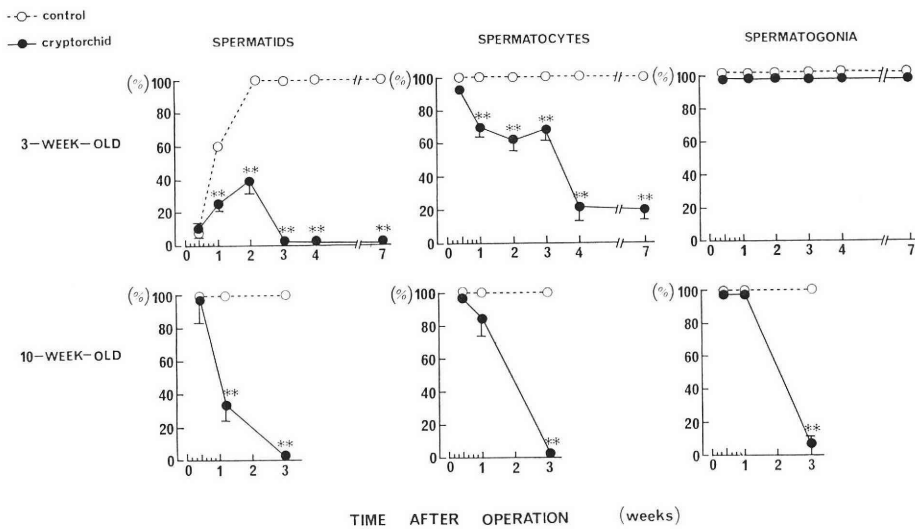 control
cryptorchid
SPERMATIDS
SPERMATOCYTES
SPERMATOGONIA
3-WEEK-OLD
(%) 100
80
60
40
20
0
** ** ** ** **
0 1 2 3 4 7
(%) 100
80
60
40
20
0
** ** ** ** **
0 1 2 3 4 7
(%) 100
80
60
40
20
0
0 1 2 3 4 7
10-WEEK-OLD
(%) 100
80
60
40
20
0
** **
0 1 3
(%) 100
80
60
40
20
0
**
0 1 3
(%) 100
80
60
40
20
0
**
0 1 3
TIME AFTER OPERATION (weeks)